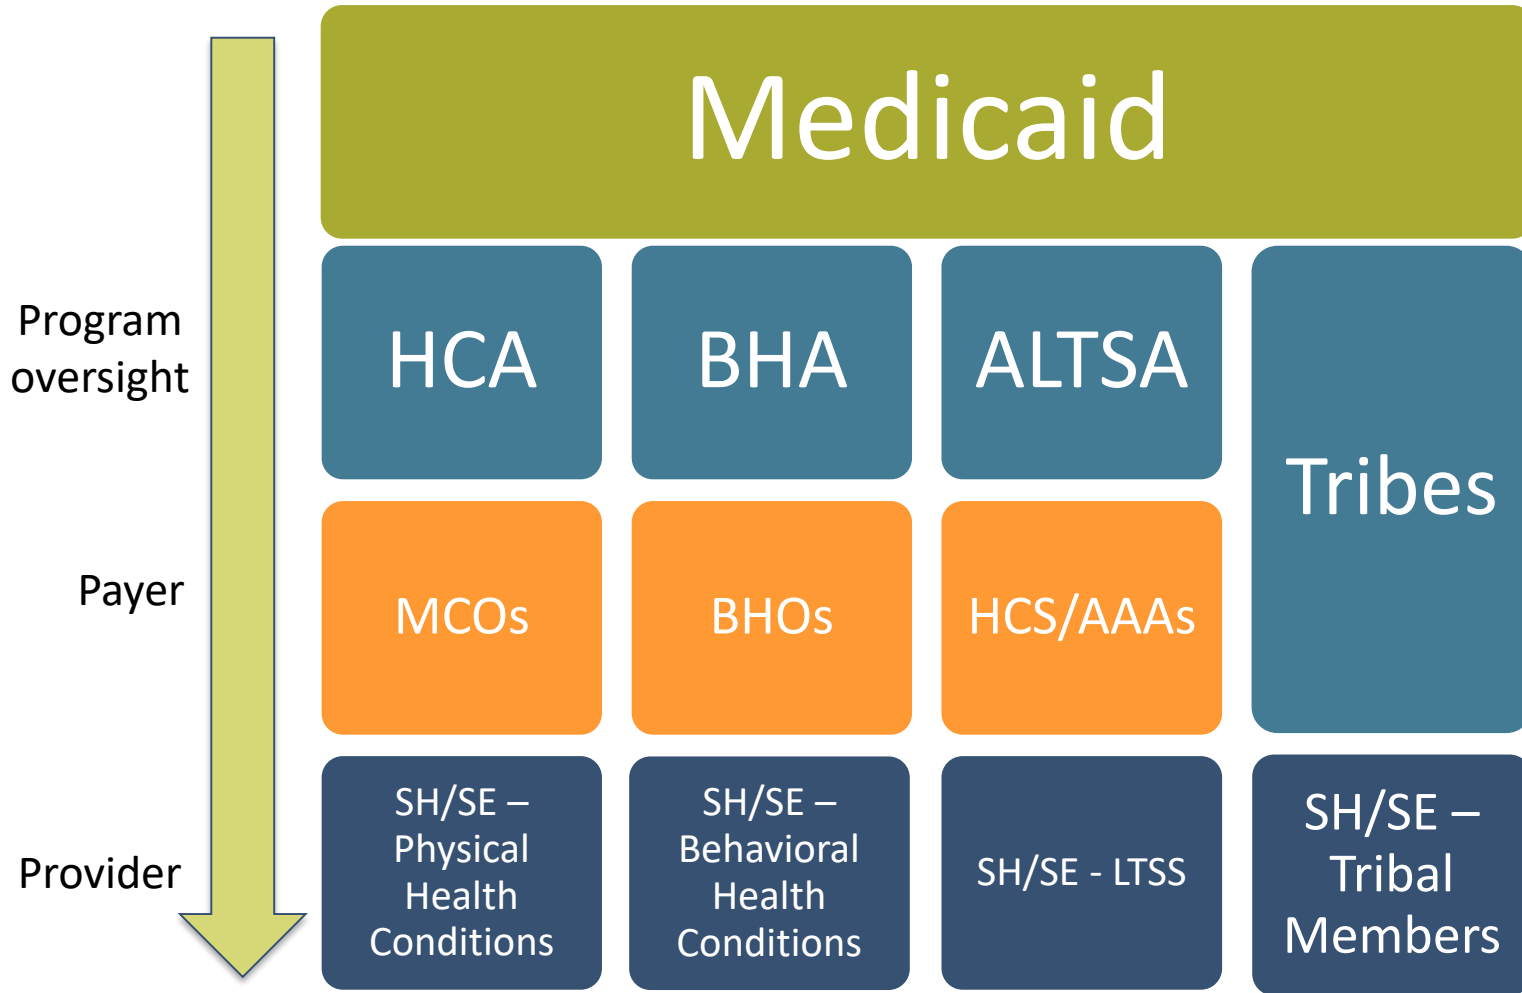 Medicaid
Program
oversight
HCA
BHA
ALTSA
Tribes
Payer
MCOs
BHOs
HCS/AAAs
Provider
SH/SE –
Physical
Health
Conditions
SH/SE –
Behavioral
Health
Conditions
SH/SE - LTSS
SH/SE –
Tribal
Members